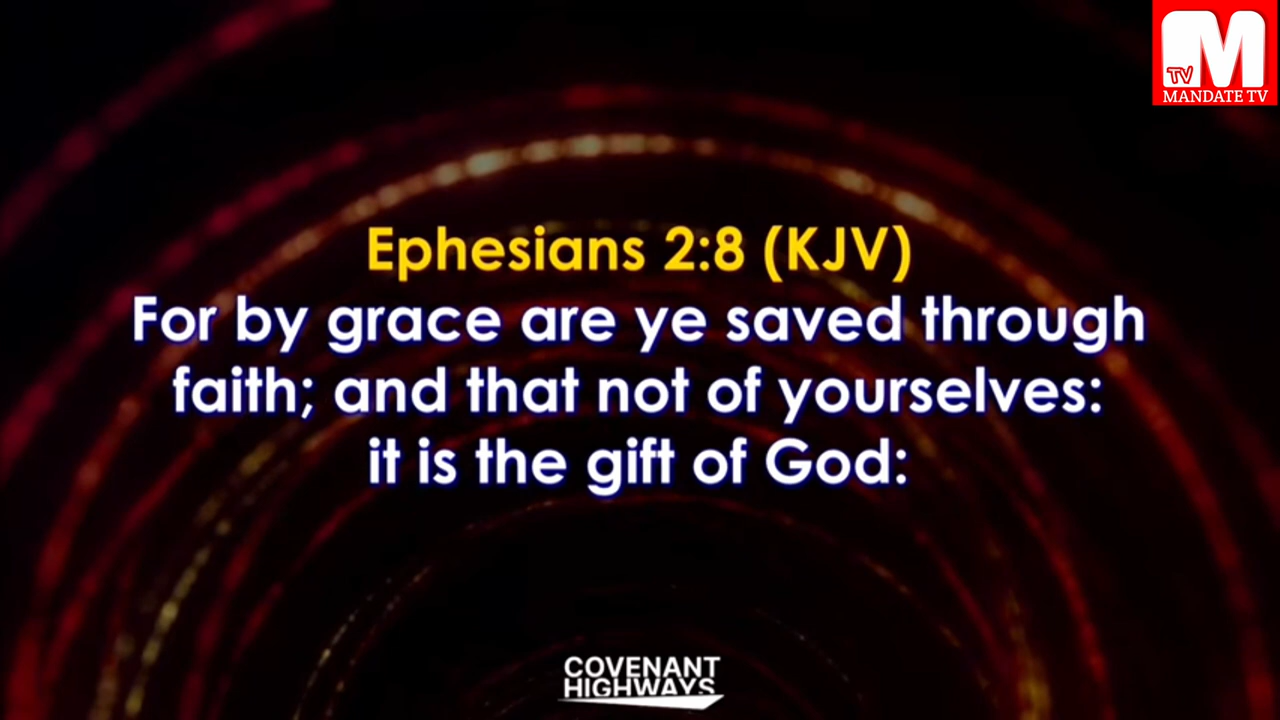 M
TV
MANDATE TV
Ephesians 2:8 (KJV)
For by grace are ye saved through
faith; and that not of yourselves:
it is the gift of God:
COVENANT
HIGHWAYS